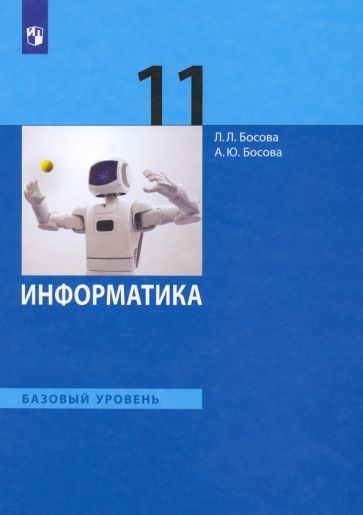 11
Л.Л. Босова
А.Ю. Босова
ИНФОРМАТИКА
БАЗОВЫЙ УРОВЕНЬ